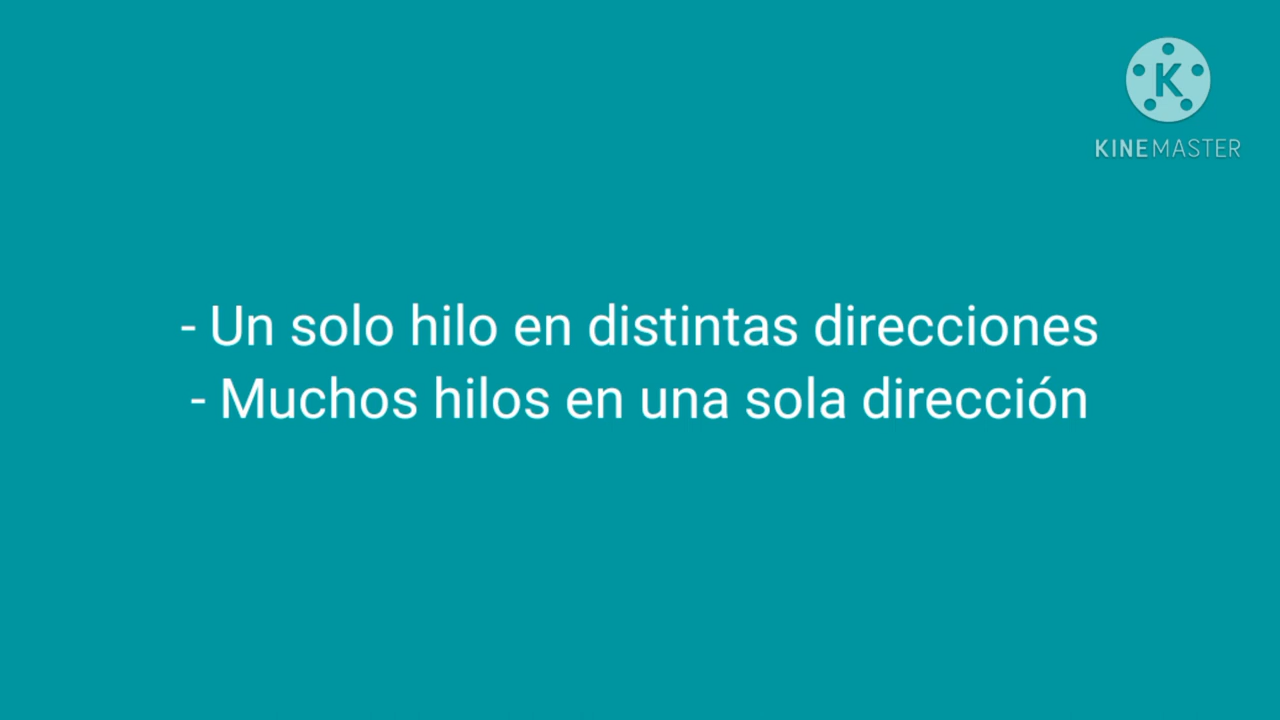 K
KINEMASTER
- Un solo hilo en distintas direcciones
- Muchos hilos en una sola dirección